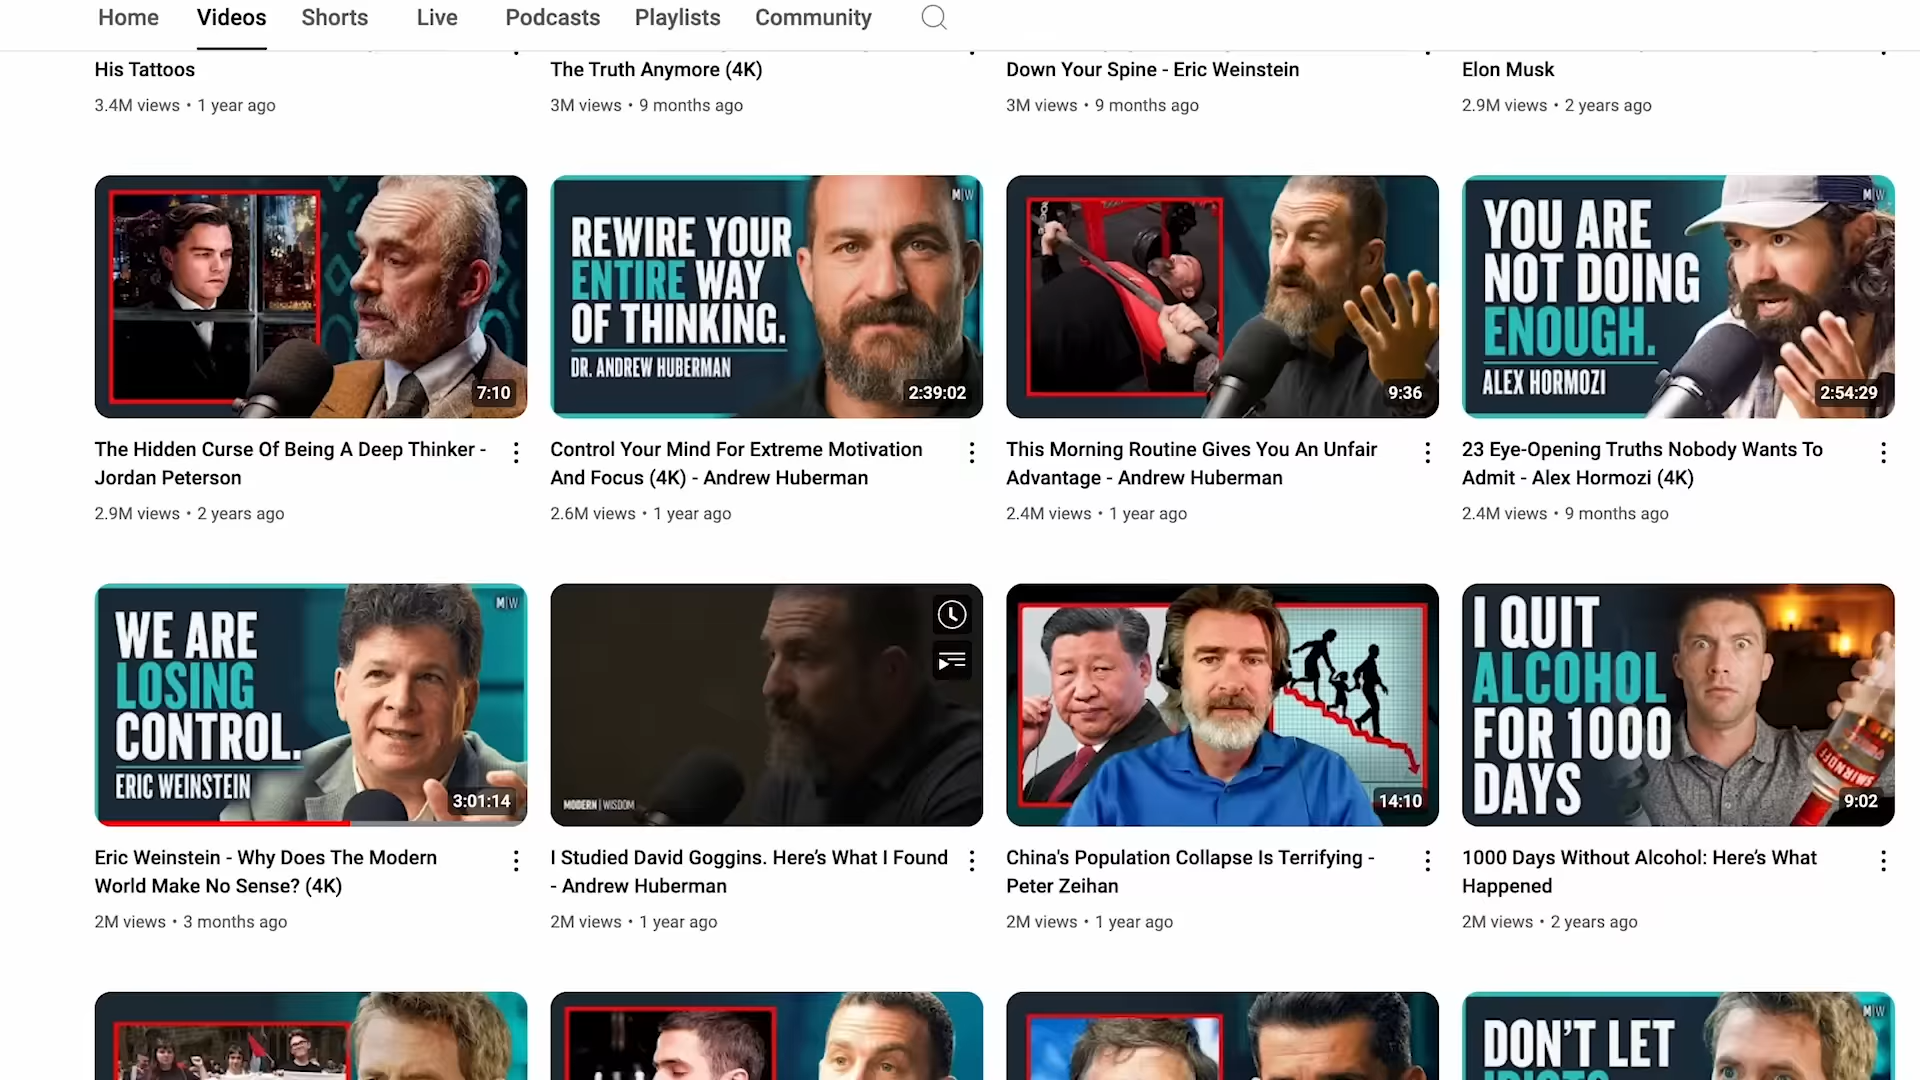 Home Videos Shorts Live Podcasts Playlists Community
His Tattoos
3.4M views • 1 year ago
The Truth Anymore (4K)
3M views • 9 months ago
Down Your Spine - Eric Weinstein
3M views • 9 months ago
Elon Musk
2.9M views • 2 years ago
7:10
The Hidden Curse Of Being A Deep Thinker -
Jordan Peterson
2.9M views • 2 years ago
M|W
REWIRE YOUR
ENTIRE WAY
OF THINKING.
DR. ANDREW HUBERMAN
2:39:02
Control Your Mind For Extreme Motivation
And Focus (4K) - Andrew Huberman
2.6M views • 1 year ago
9:36
This Morning Routine Gives You An Unfair
Advantage - Andrew Huberman
2.4M views • 1 year ago
M|W
YOU ARE
NOT DOING
ENOUGH.
ALEX HORMOZI
2:54:29
23 Eye-Opening Truths Nobody Wants To
Admit - Alex Hormozi (4K)
2.4M views • 9 months ago
M|W
WE ARE
LOSING
CONTROL.
ERIC WEINSTEIN
3:01:14
Eric Weinstein - Why Does The Modern
World Make No Sense? (4K)
2M views • 3 months ago
MODERN | WISDOM
I Studied David Goggins. Here’s What I Found
- Andrew Huberman
2M views • 1 year ago
14:10
China's Population Collapse Is Terrifying -
Peter Zeihan
2M views • 1 year ago
I QUIT
ALCOHOL
FOR 1000
DAYS
SMIRNOFF
9:02
1000 Days Without Alcohol: Here’s What
Happened
2M views • 2 years ago
M|W
DON'T LET